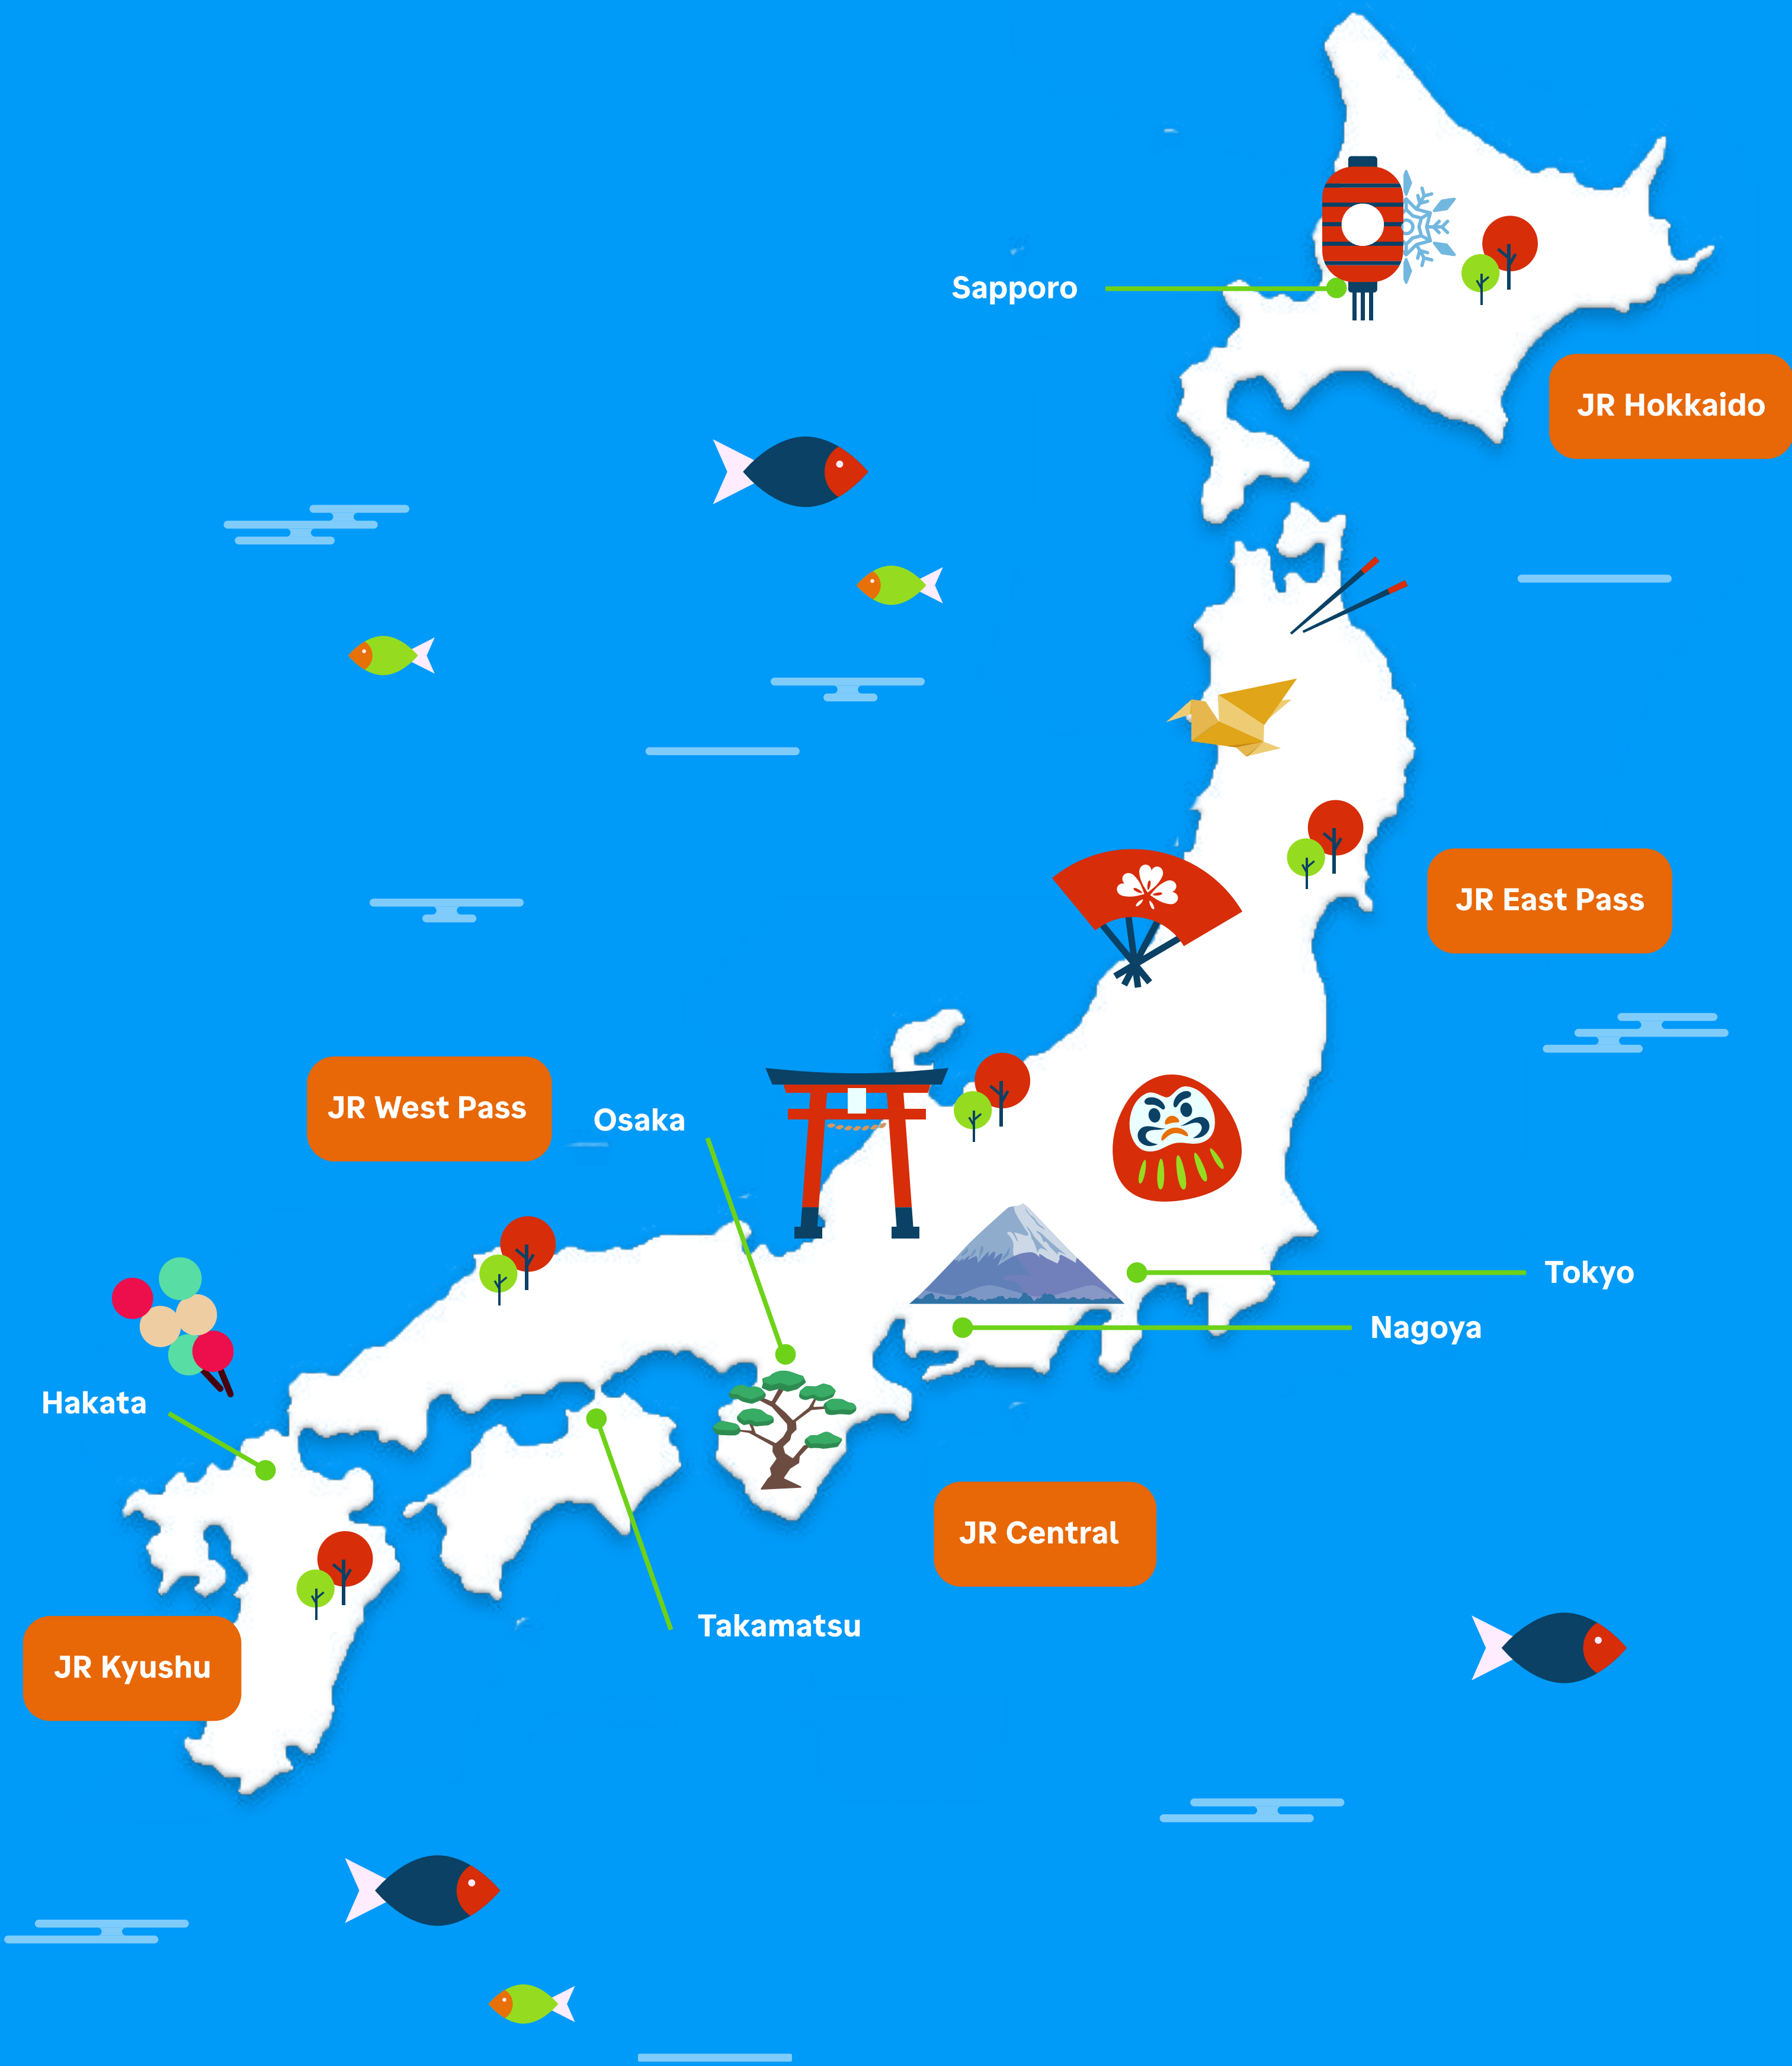 Sapporo
JR Hokkaido
JR East Pass
JR West Pass
Osaka
Tokyo
Nagoya
Hakata
JR Central
Takamatsu
JR Kyushu